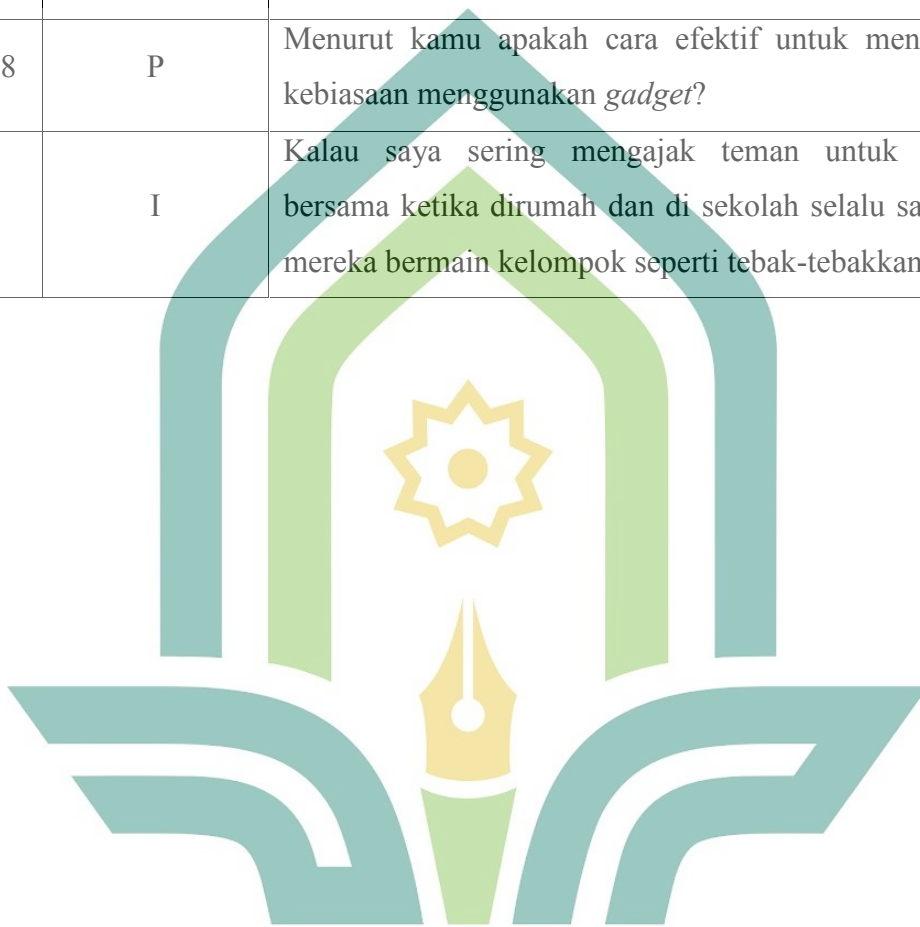 8 P Menurut kamu apakah cara efektif untuk men
kebiasaan menggunakan gadget?
I Kalau saya sering mengajak teman untuk
bersama ketika dirumah dan di sekolah selalu sa
mereka bermain kelompok seperti tebak-tebakkan